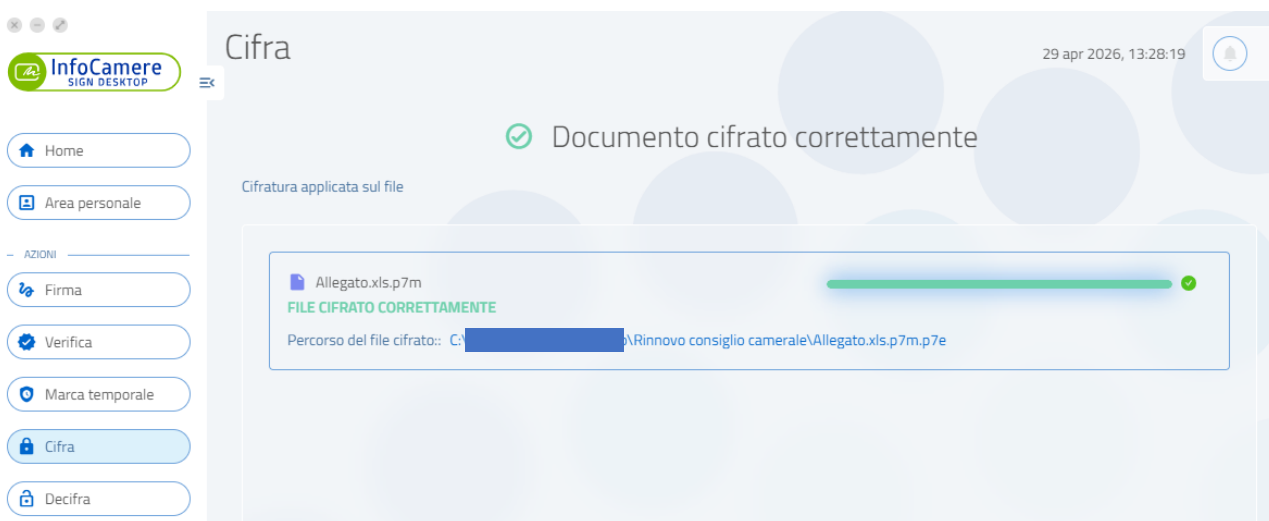 InfoCamere
SIGN DESKTOP
Cifra
29 apr 2026, 13:28:19
Home
Area personale
AZIONI
Firma
Verifica
Marca temporale
Cifra
Decifra
Documento cifrato correttamente
Cifratura applicata sul file
Allegato.xls.p7m
FILE CIFRATO CORRETTAMENTE
Percorso del file cifrato:: C:\ \Rinnovo consiglio camerale\Allegato.xls.p7m.p7e